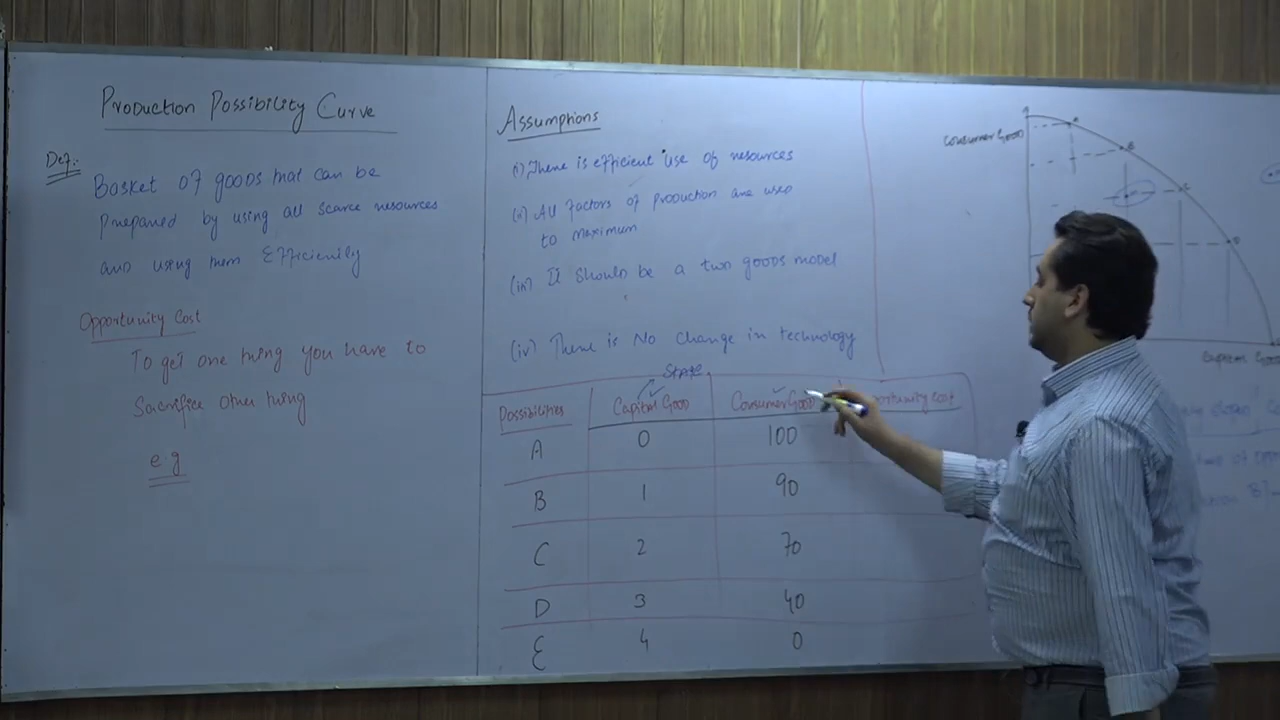 Production Possibility Curve
Def:-
Basket of goods that can be
Prepared by using all scarce resources
and using them Efficiently
Opportunity Cost
To get one thing you have to
Sacrifice other thing
e g
Assumptions
(i) There is efficient use of resources
(ii) All factors of production are used
to maximum
(iii) It should be a two goods model
(iv) There is No change in technology
State
Possibilities Capital Good Consumer Good Cost
A 0 100
B 1 90
C 2 70
D 3 40
E 4 0
Consumer Good
A
B
C
D